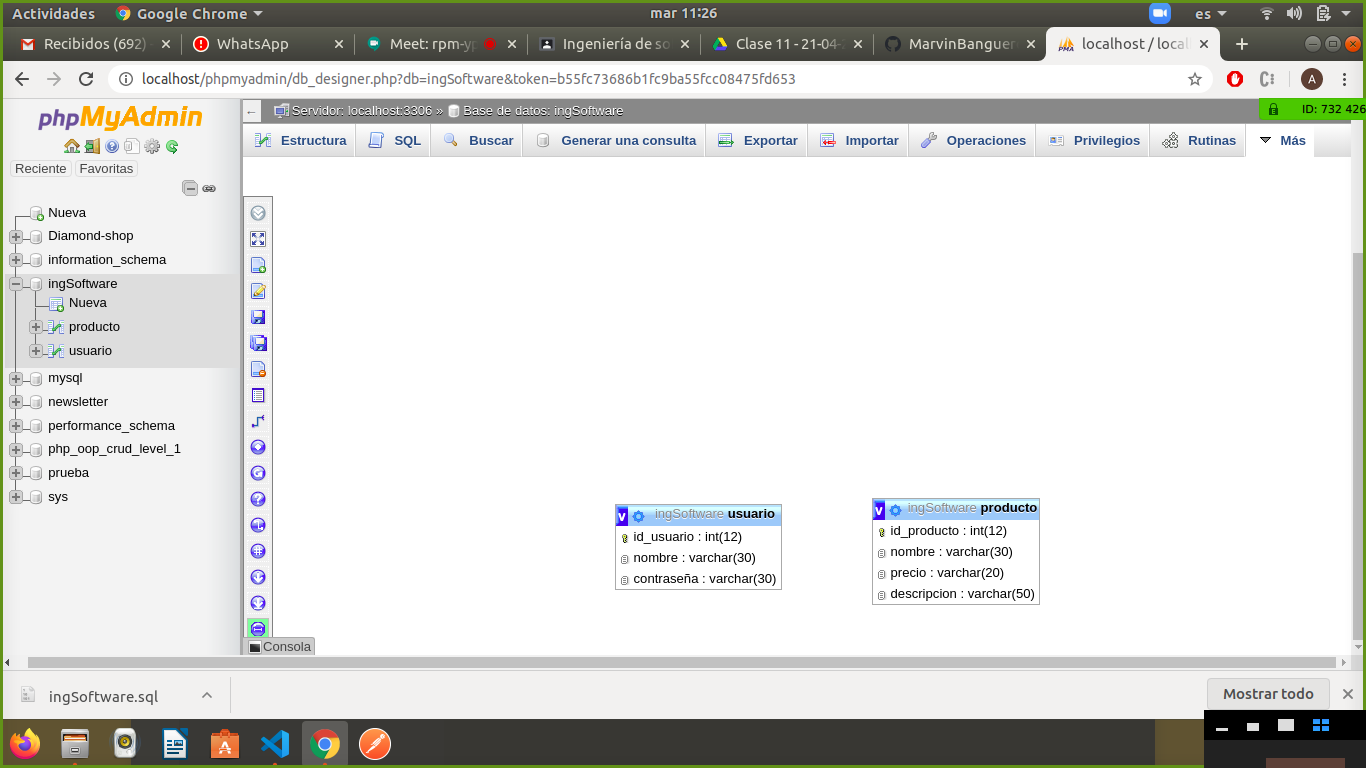 Actividades
Google Chrome
mar 11:26
es
Recibidos (692)
WhatsApp
Meet: rpm-yp
Ingeniería de so
Clase 11 - 21-04-
MarvinBanguer
localhost / local
localhost/phpmyadmin/db_designer.php?db=ingSoftware&token=b55fc73686b1fc9ba55fcc08475fd653
A
phpMyAdmin
Servidor: localhost:3306 » Base de datos: ingSoftware
ID: 732 426
Estructura
SQL
Buscar
Generar una consulta
Exportar
Importar
Operaciones
Privilegios
Rutinas
Más
Reciente
Favoritas
Nueva
Diamond-shop
information_schema
ingSoftware
Nueva
producto
usuario
mysql
newsletter
performance_schema
php_oop_crud_level_1
prueba
sys
v ingSoftware usuario
id_usuario : int(12)
nombre : varchar(30)
contraseña : varchar(30)
v ingSoftware producto
id_producto : int(12)
nombre : varchar(30)
precio : varchar(20)
descripcion : varchar(50)
Consola
ingSoftware.sql
Mostrar todo